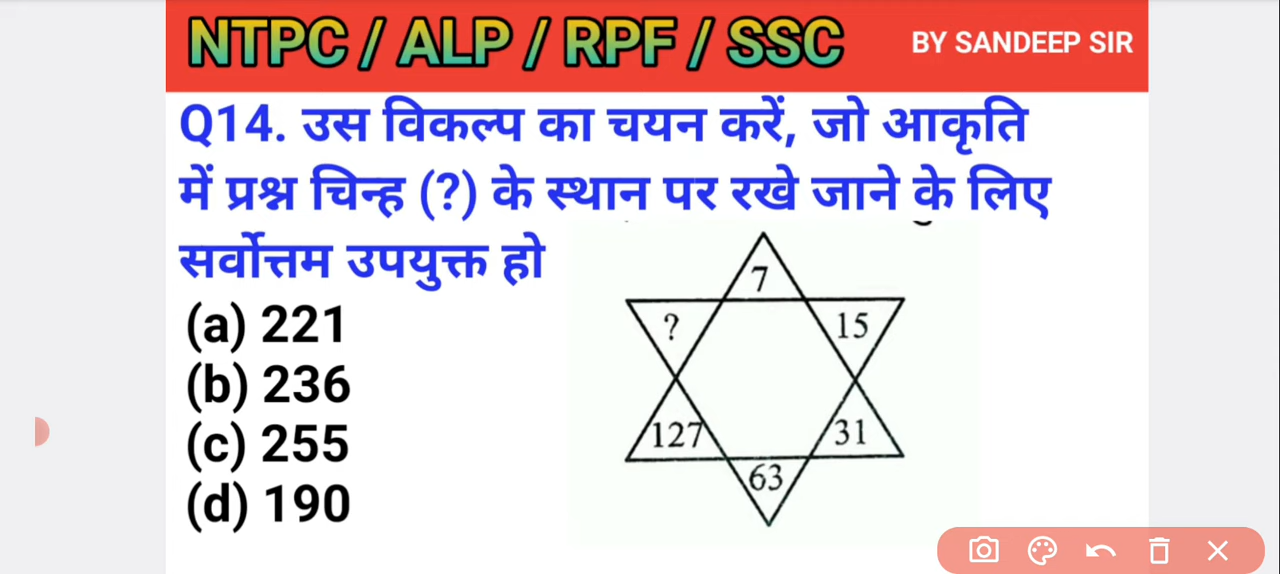 NTPC / ALP / RPF / SSC
BY SANDEEP SIR
Q14. उस विकल्प का चयन करें, जो आकृति
में प्रश्न चिन्ह (?) के स्थान पर रखे जाने के लिए
सर्वोत्तम उपयुक्त हो
(a) 221
(b) 236
(c) 255
(d) 190
7
?
15
127
31
63